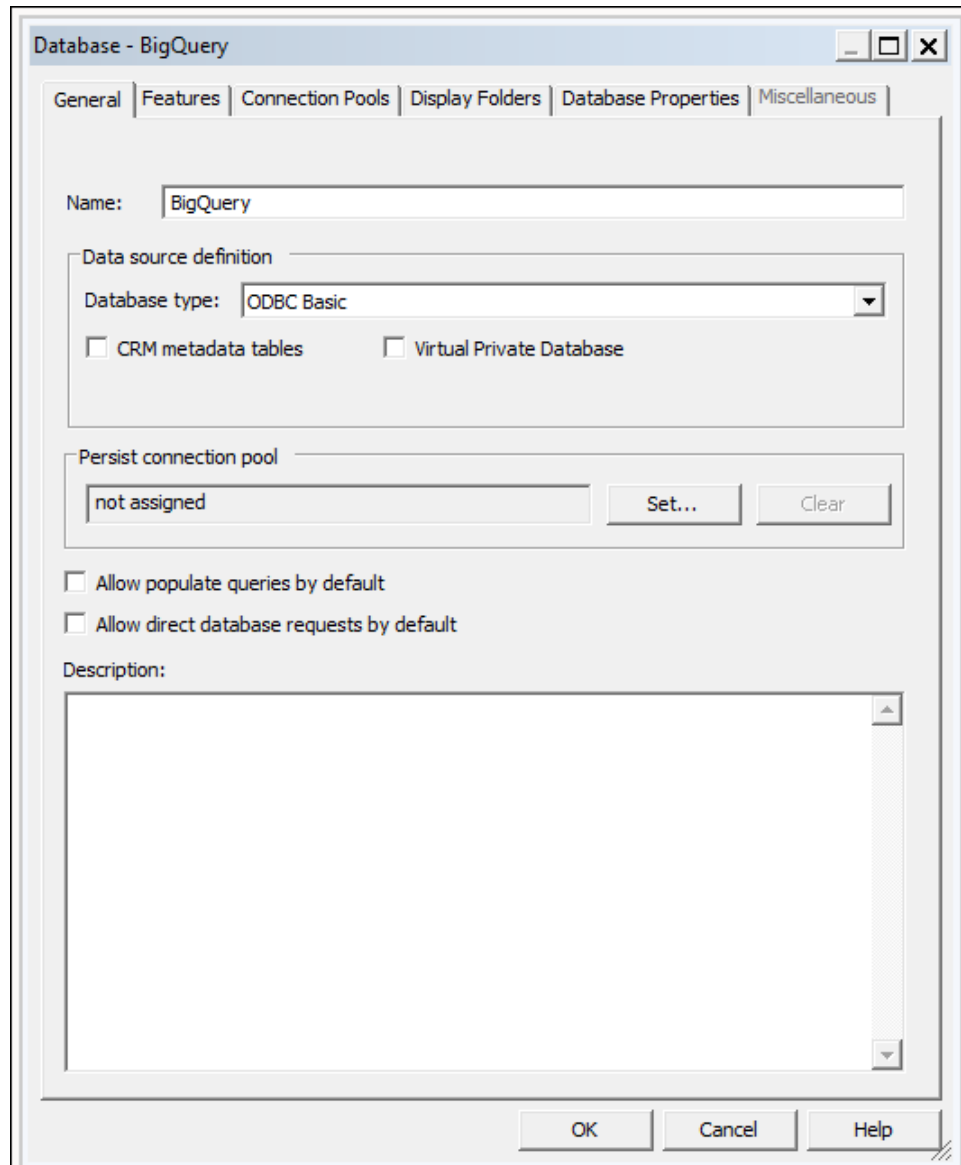 Database - BigQuery
General Features Connection Pools Display Folders Database Properties Miscellaneous
Name: BigQuery
Data source definition
Database type: ODBC Basic
CRM metadata tables Virtual Private Database
Persist connection pool
not assigned Set... Clear
Allow populate queries by default
Allow direct database requests by default
Description:
OK Cancel Help